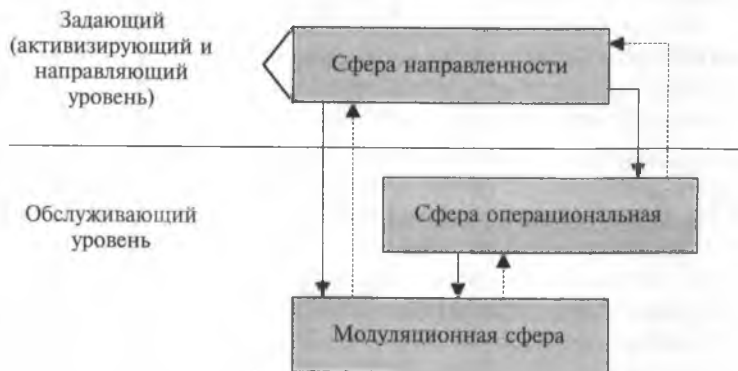 Задающий
(активизирующий и
направляющий
уровень)
Сфера направленности
Обслуживающий
уровень
Сфера операциональная
Модуляционная сфера